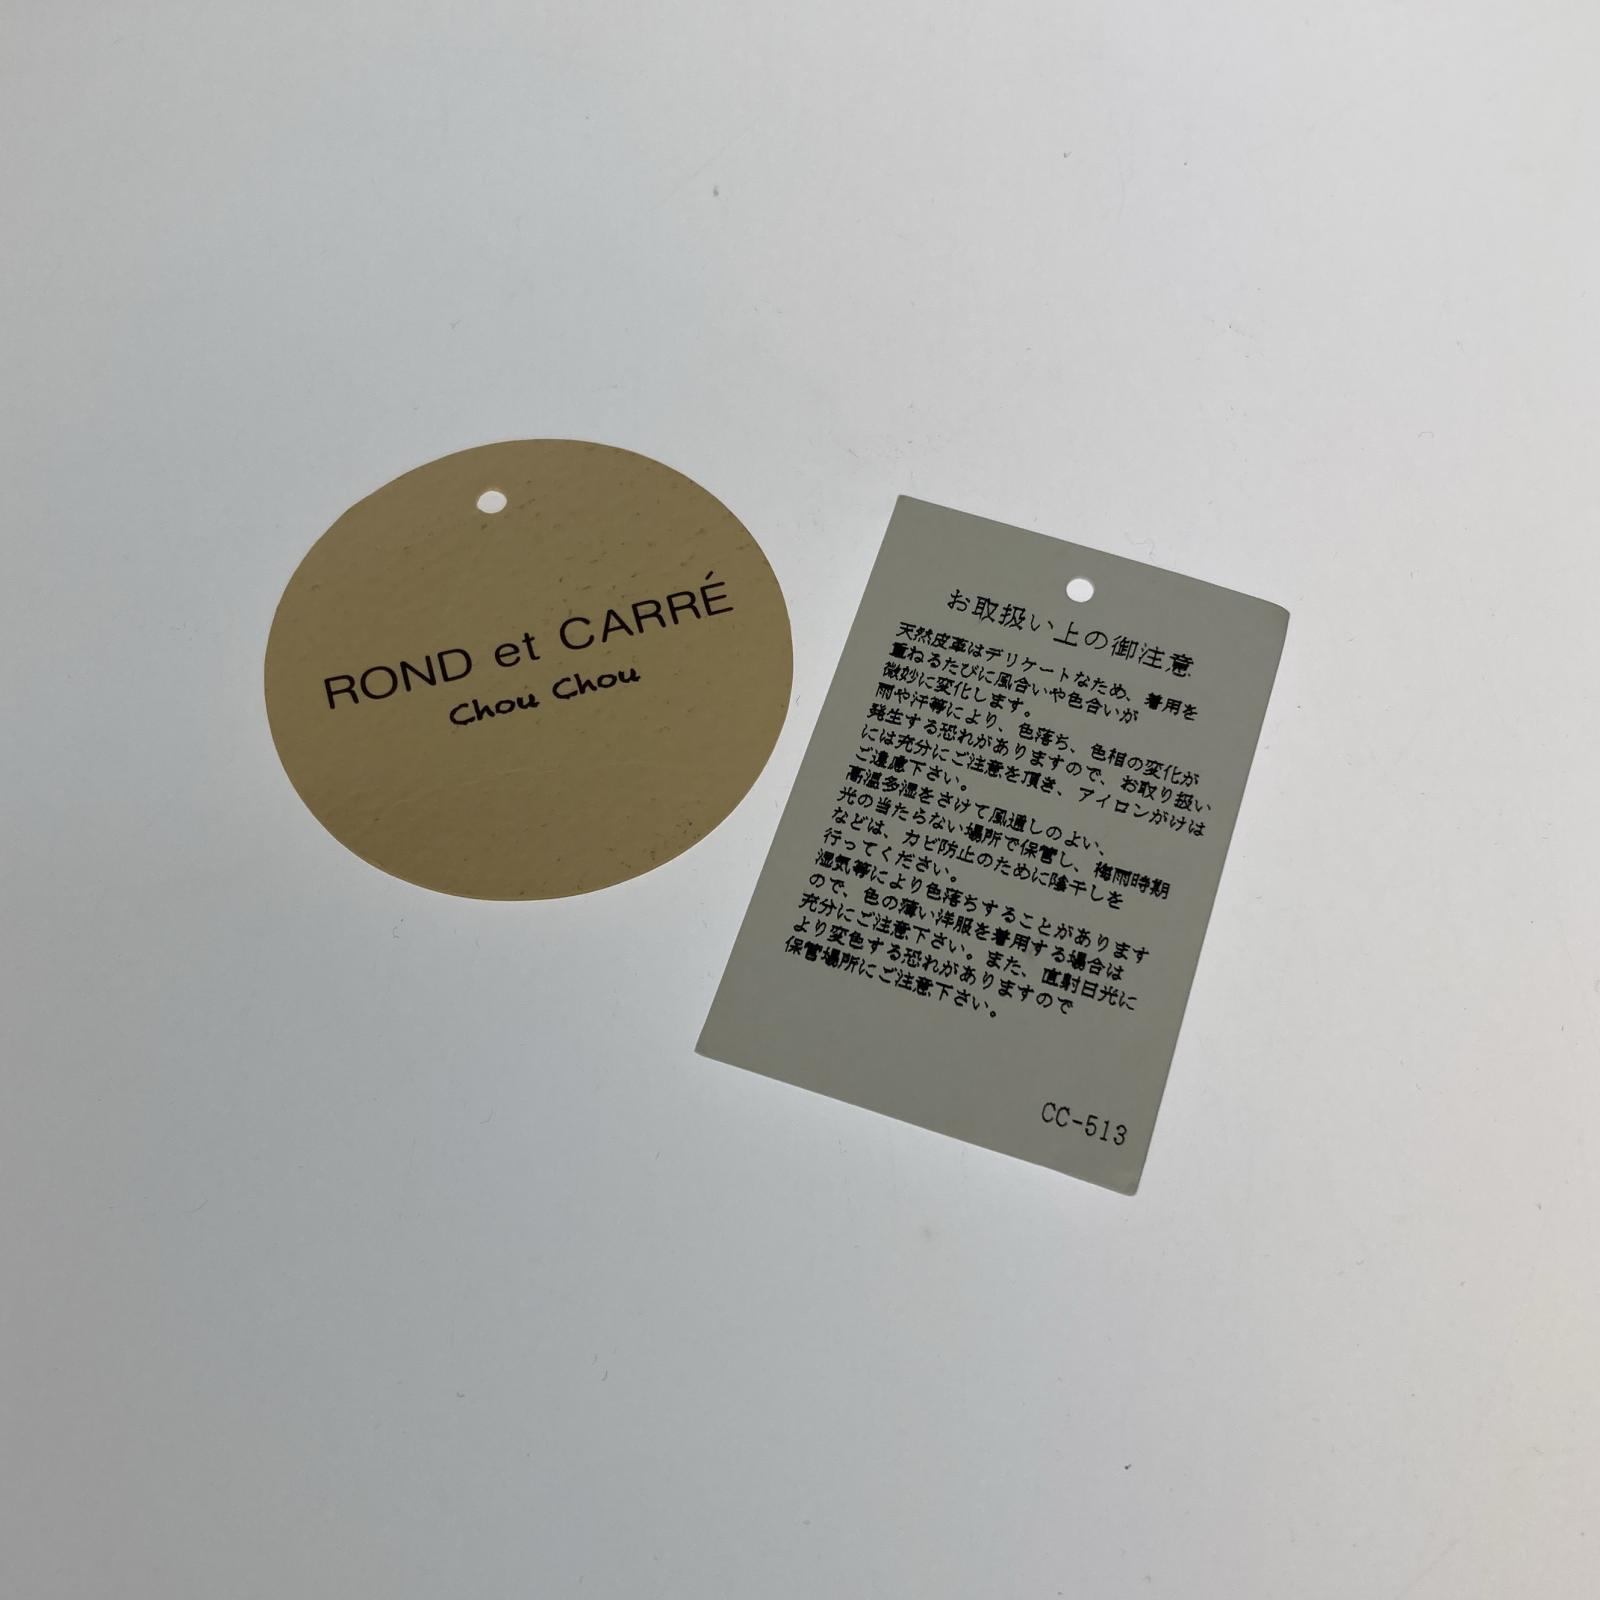 ROND et CARRÉ
Chou Chou
お取扱い上の御注意
天然皮革はデリケートなため、着用を
重ねるたびに風合いや色合いが
微妙に変化します。
雨や汗等により、色落ち、色相の変化が
発生する恐れがありますので、お取り扱い
には充分にご注意を頂き、アイロンがけは
ご遠慮下さい。
高温多湿をさけて風通しのよい、
光の当たらない場所で保管し、梅雨時期
などは、カビ防止のために陰干しを
行ってください。
湿気等により色落ちすることがあります
ので、色の薄い洋服を着用する場合は
充分にご注意下さい。また、直射日光に
より変色する恐れがありますので
保管場所にご注意下さい。
CC-513